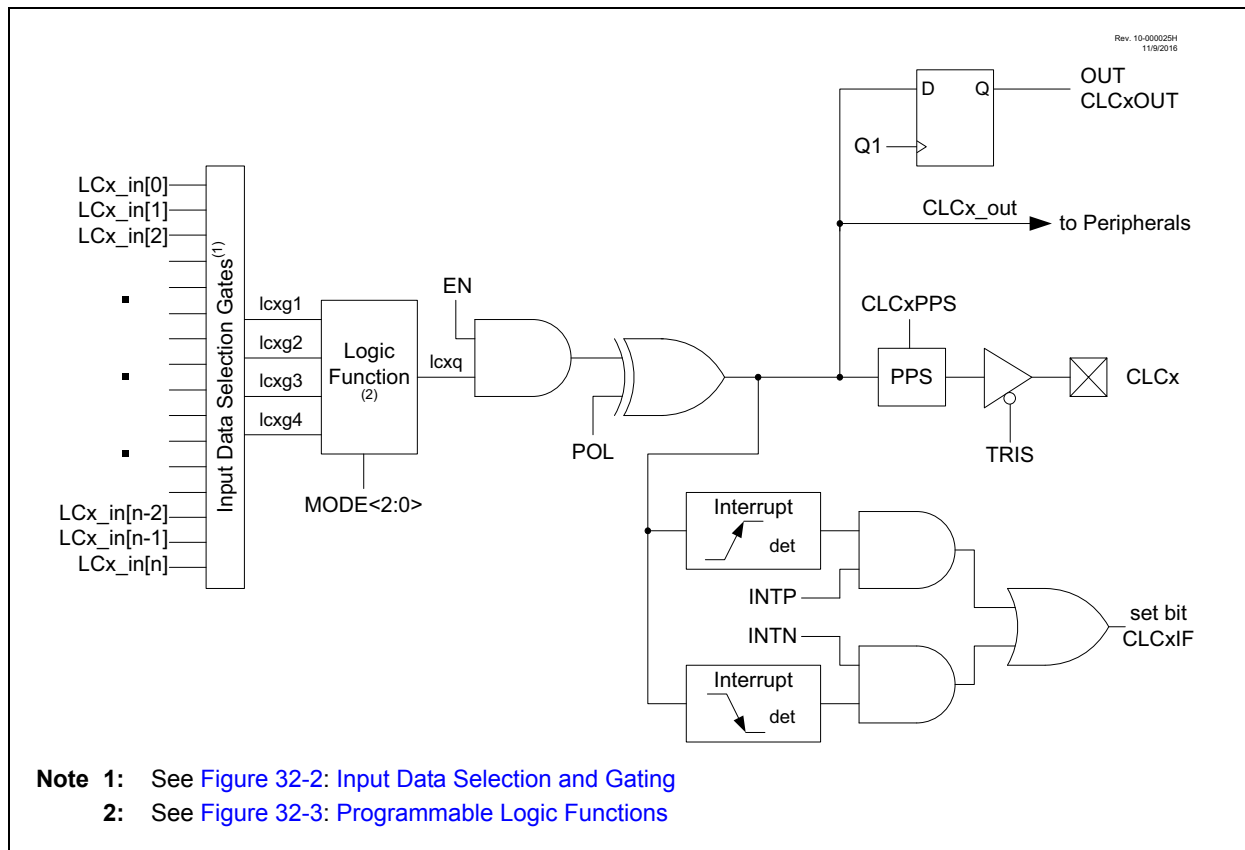 Rev. 10-000025H
11/9/2016
OUT
CLCxOUT
D
Q
Q1
CLCx_out
to Peripherals
LCx_in[0]
LCx_in[1]
LCx_in[2]
LCx_in[n-2]
LCx_in[n-1]
LCx_in[n]
Input Data Selection Gates(1)
lcxg1
lcxg2
lcxg3
lcxg4
Logic
Function
(2)
MODE<2:0>
EN
lcxq
POL
CLCxPPS
PPS
CLCx
TRIS
Interrupt
det
INTP
INTN
Interrupt
det
set bit
CLCxIF
Note 1: See Figure 32-2: Input Data Selection and Gating
2: See Figure 32-3: Programmable Logic Functions